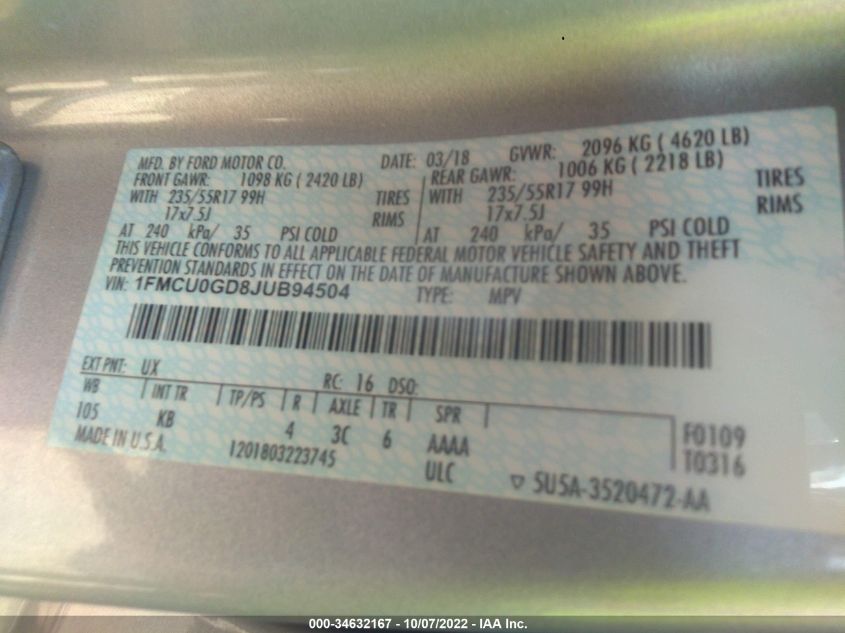 MFD. BY FORD MOTOR CO. DATE: 03/18 GVWR: 2096 KG ( 4620 LB)
FRONT GAWR: 1098 KG ( 2420 LB) REAR GAWR: 1006 KG ( 2218 LB)
WITH 235/55R17 99H TIRES WITH 235/55R17 99H TIRES
17x7.5J RIMS 17x7.5J RIMS
AT 240 kPa/ 35 PSI COLD AT 240 kPa/ 35 PSI COLD
THIS VEHICLE CONFORMS TO ALL APPLICABLE FEDERAL MOTOR VEHICLE SAFETY AND THEFT
PREVENTION STANDARDS IN EFFECT ON THE DATE OF MANUFACTURE SHOWN ABOVE.
VIN: 1FMCU0GD8JUB94504 TYPE: MPV
EXT PNT: UX RC: 16 DSO:
WB INT TR TP/PS R AXLE TR SPR
105 KB 4 3C 6 AAAA F0109
MADE IN U.S.A. 1201803223745 ULC T0316
▽ 5U5A-3520472-AA
000-34632167 - 10/07/2022 - IAA Inc.